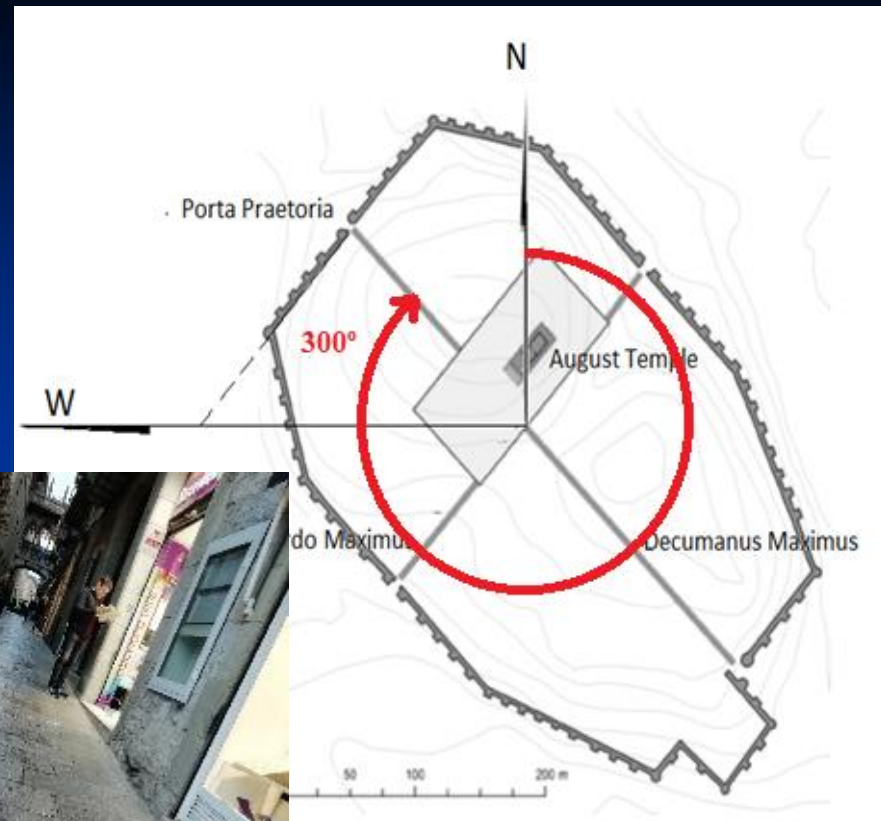 N
Porta Praetoria
300º
August Temple
W
do Maximus
Decumanus Maximus
50 100 200 m